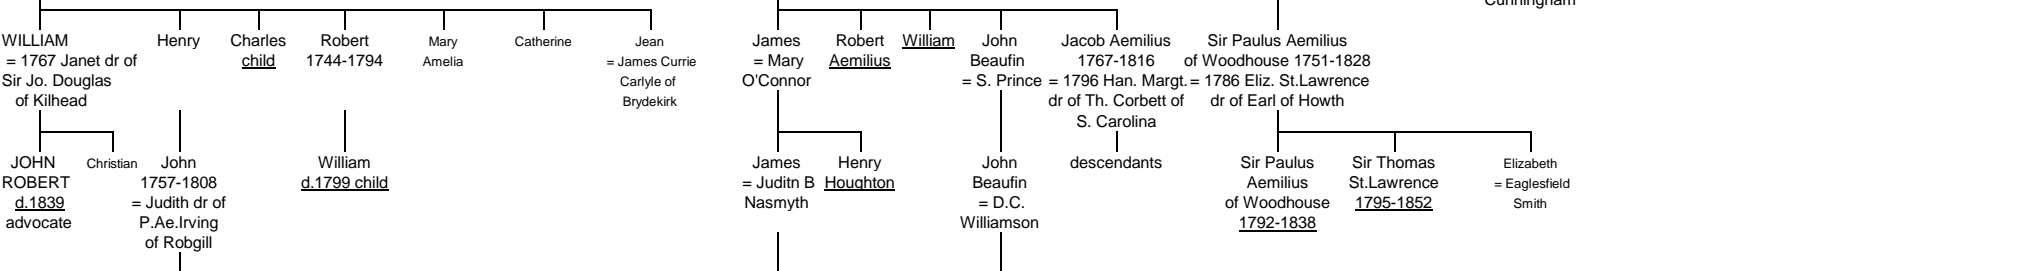 Cunningham
WILLIAM
= 1767 Janet dr of
Sir Jo. Douglas
of Kilhead
Henry
Charles
child
Robert
1744-1794
Mary
Amelia
Catherine
Jean
= James Currie
Carlyle of
Brydekirk
James
= Mary
O'Connor
Robert
Aemilius
William
John
Beaufin
= S. Prince
Jacob Aemilius
1767-1816
= 1796 Han. Margt.
dr of Th. Corbett of
S. Carolina
Sir Paulus Aemilius
of Woodhouse 1751-1828
= 1786 Eliz. St.Lawrence
dr of Earl of Howth
JOHN
ROBERT
d.1839
advocate
Christian
John
1757-1808
= Judith dr of
P.Ae.Irving
of Robgill
William
d.1799 child
James
= Juditn B
Nasmyth
Henry
Houghton
John
Beaufin
= D.C.
Williamson
descendants
Sir Paulus
Aemilius
of Woodhouse
1792-1838
Sir Thomas
St.Lawrence
1795-1852
Elizabeth
= Eaglesfield
Smith